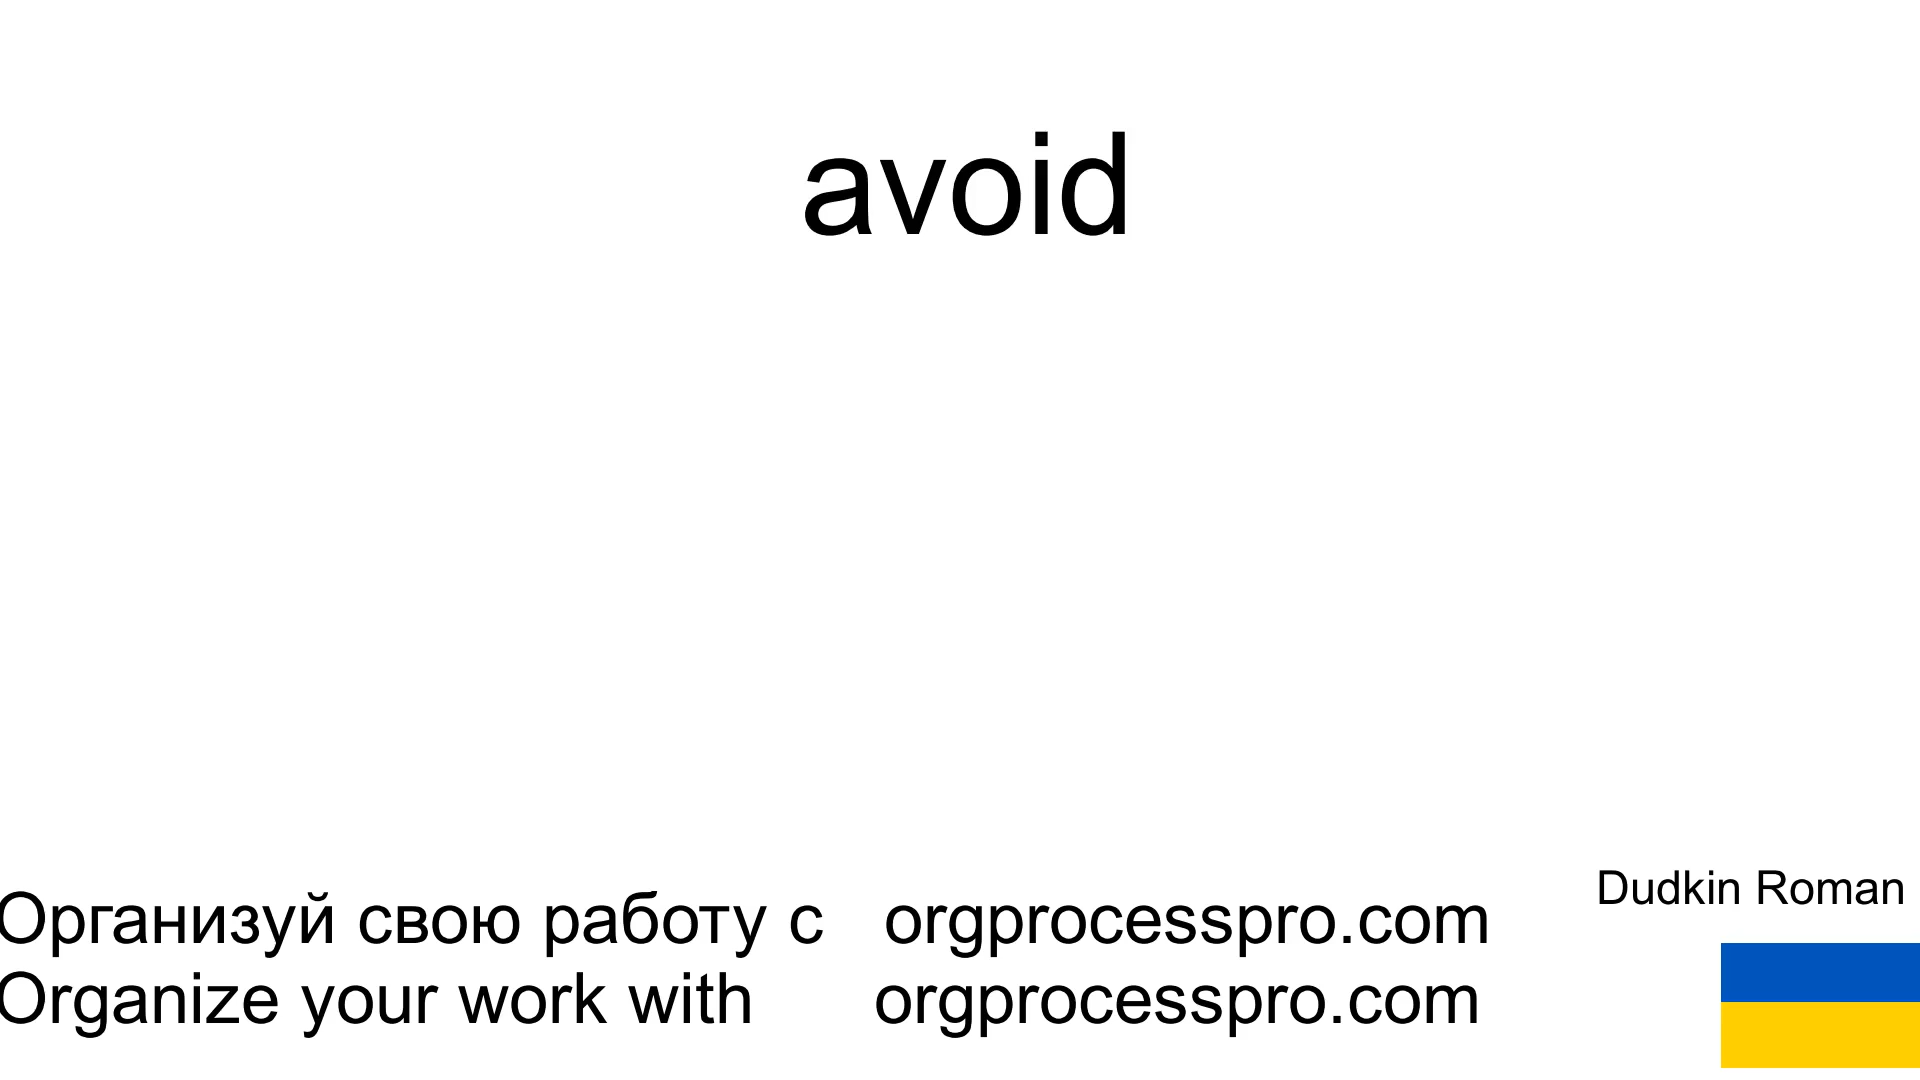 avoid
Dudkin Roman
Организуй свою работу с orgprocesspro.com
Organize your work with orgprocesspro.com